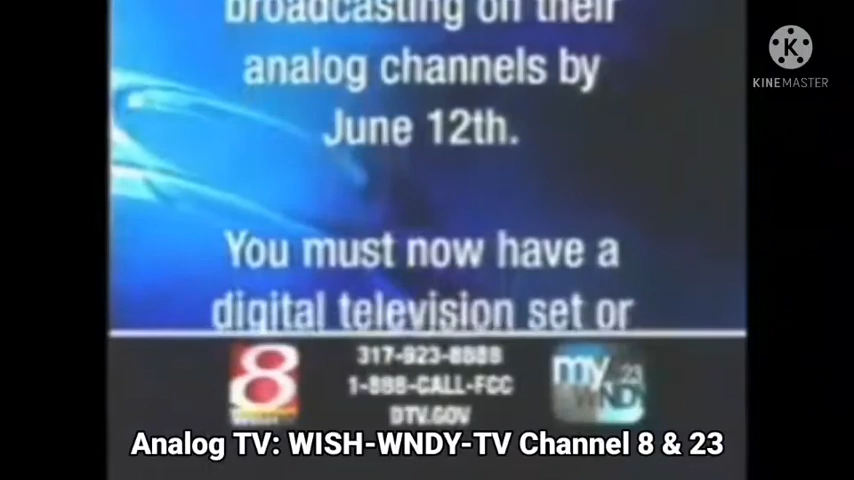 broadcasting on their
analog channels by
June 12th.
You must now have a
digital television set or
8
317-923-8888
1-888-CALL-FCC
DTV.GOV
my
23
WNDY
Analog TV: WISH-WNDY-TV Channel 8 & 23
K
KINEMASTER